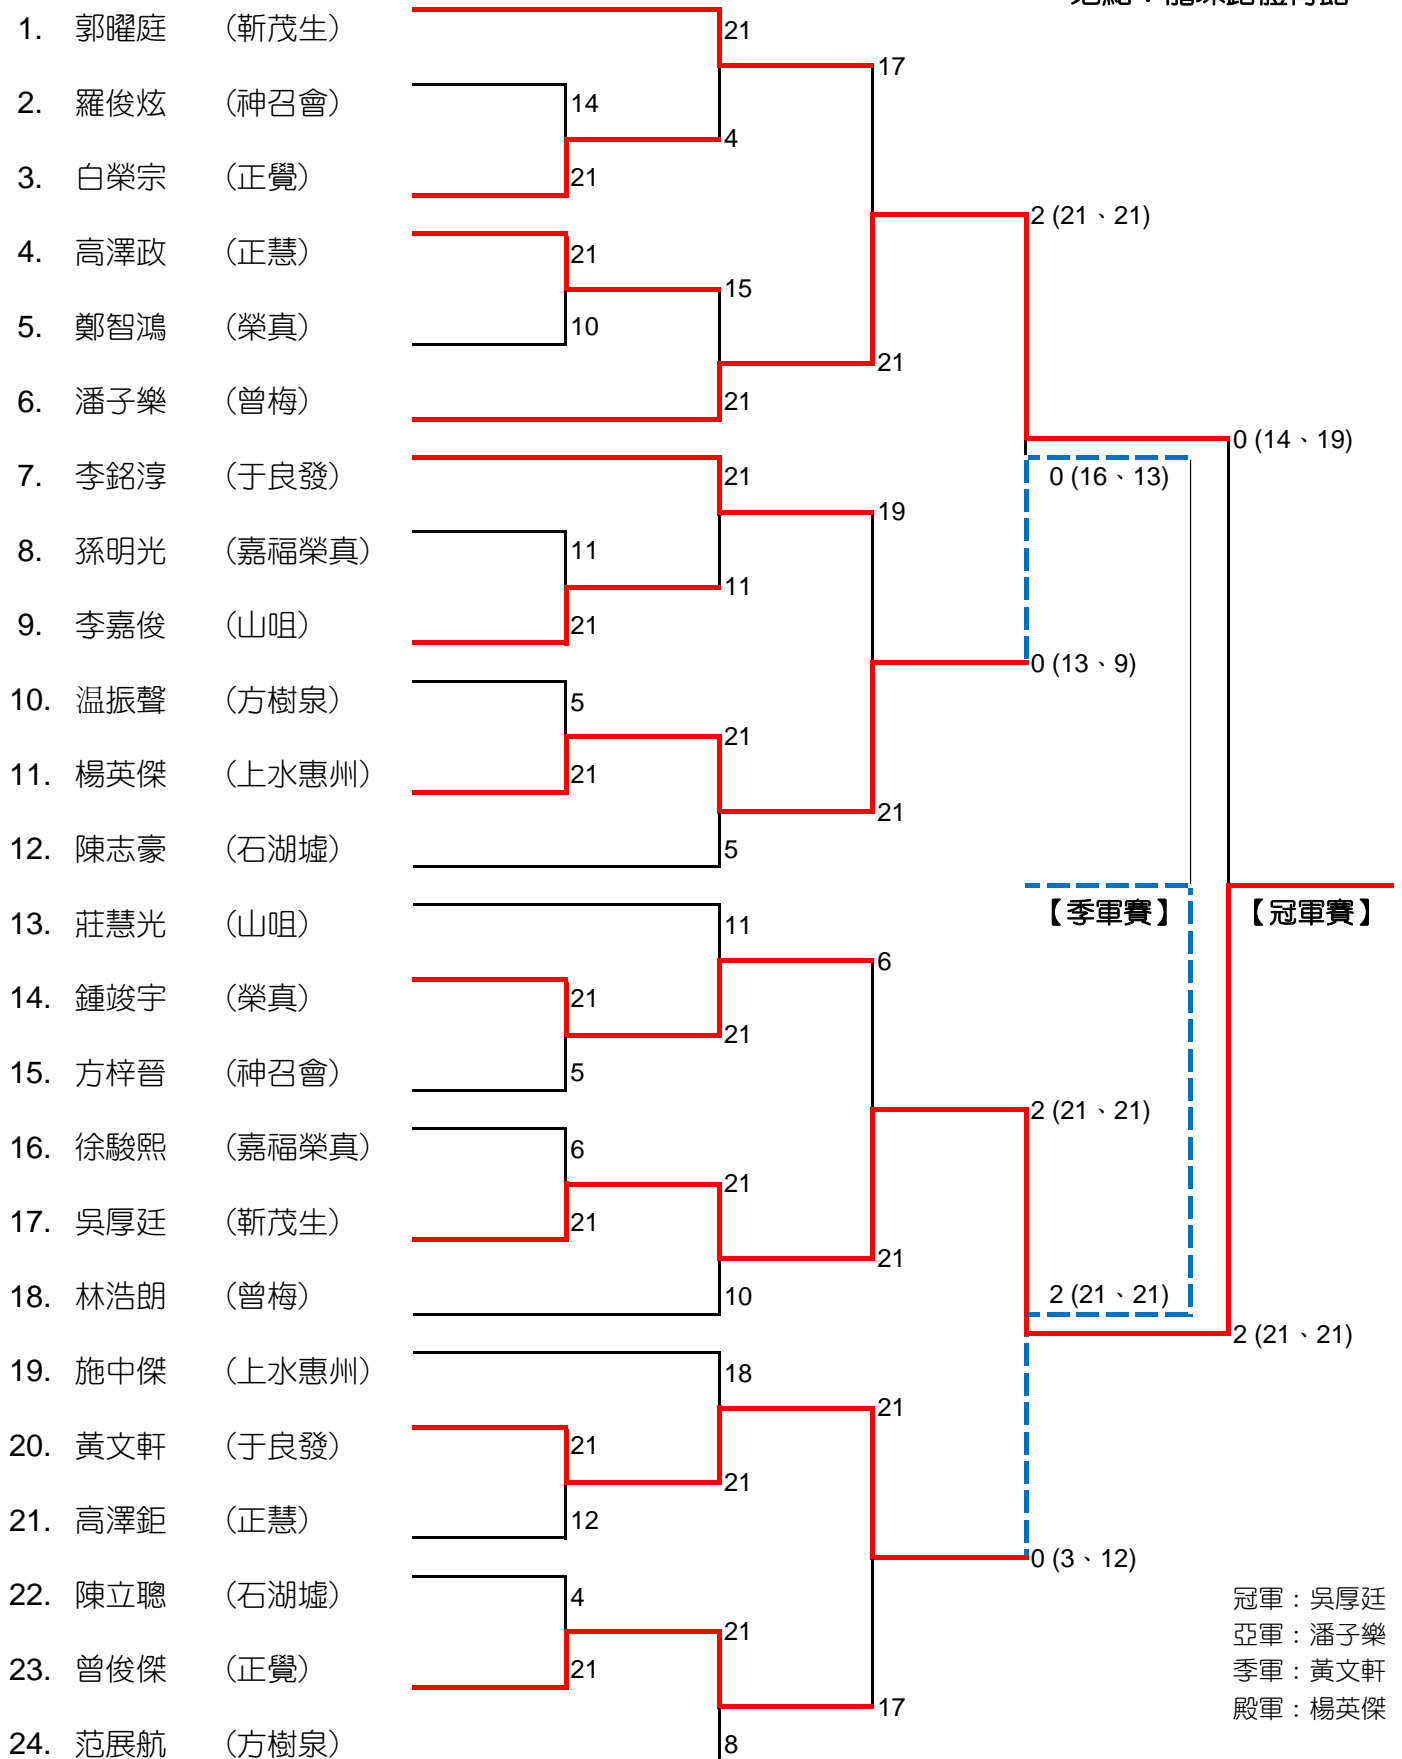 1. 郭曜庭 （靳茂生）
21
17
2. 羅俊炫 （神召會）
14
4
3. 白榮宗 （正覺）
21
2 (21、21)
4. 高澤政 （正慧）
21
15
5. 鄭智鴻 （榮真）
10
21
6. 潘子樂 （曾梅）
21
0 (14、19)
7. 李銘淳 （于良發）
21
0 (16、13)
19
8. 孫明光 （嘉福榮真）
11
11
9. 李嘉俊 （山咀）
21
0 (13、9)
10. 温振聲 （方樹泉）
5
21
11. 楊英傑 （上水惠州）
21
21
12. 陳志豪 （石湖墟）
5
13. 莊慧光 （山咀）
11
【季軍賽】
【冠軍賽】
6
14. 鍾竣宇 （榮真）
21
21
15. 方梓晉 （神召會）
5
2 (21、21)
16. 徐駿熙 （嘉福榮真）
6
21
17. 吳厚廷 （靳茂生）
21
21
18. 林浩朗 （曾梅）
10
2 (21、21)
2 (21、21)
19. 施中傑 （上水惠州）
18
21
20. 黃文軒 （于良發）
21
21
21. 高澤鉅 （正慧）
12
0 (3、12)
22. 陳立聰 （石湖墟）
4
21
23. 曾俊傑 （正覺）
21
17
24. 范展航 （方樹泉）
8
冠軍：吳厚廷
亞軍：潘子樂
季軍：黃文軒
殿軍：楊英傑